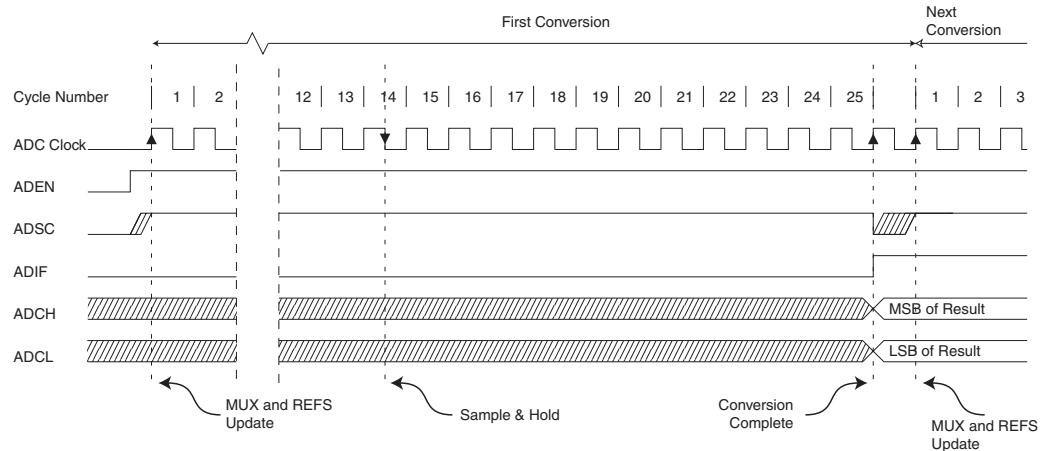 First Conversion
Next
Conversion
Cycle Number 1 2 12 13 14 15 16 17 18 19 20 21 22 23 24 25 1 2 3
ADC Clock
ADEN
ADSC
ADIF
ADCH MSB of Result
ADCL LSB of Result
MUX and REFS
Update
Sample & Hold
Conversion
Complete
MUX and REFS
Update